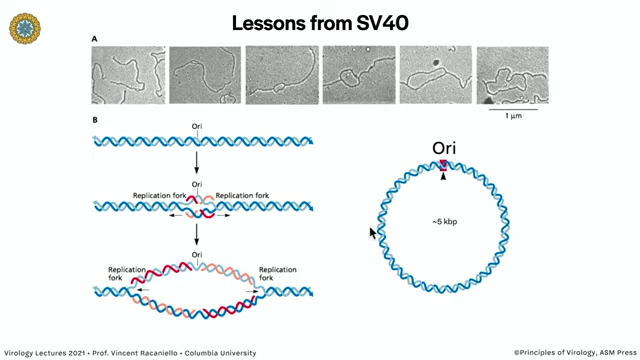 Lessons from SV40
A
1 µm
B
Ori
Ori
Replication fork
Replication fork
Ori
Replication
fork
Replication
fork
Ori
~5 kbp
Virology Lectures 2021 • Prof. Vincent Racaniello • Columbia University
©Principles of Virology, ASM Press